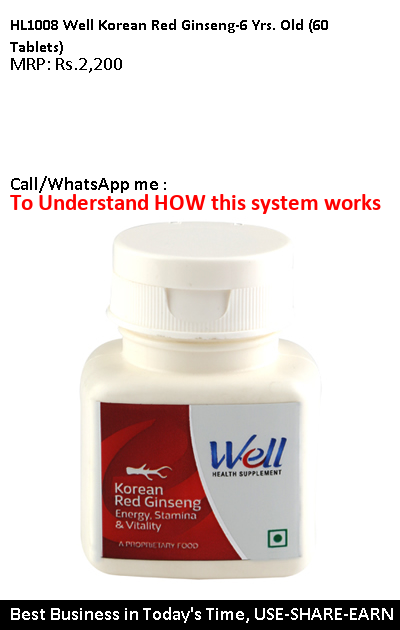 HL1008 Well Korean Red Ginseng-6 Yrs. Old (60
Tablets)
MRP: Rs.2,200
Call/WhatsApp me :
To Understand HOW this system works
Well
HEALTH SUPPLEMENT
Korean
Red Ginseng
Energy, Stamina
& Vitality
A PROPRIETARY FOOD
Best Business in Today's Time, USE-SHARE-EARN